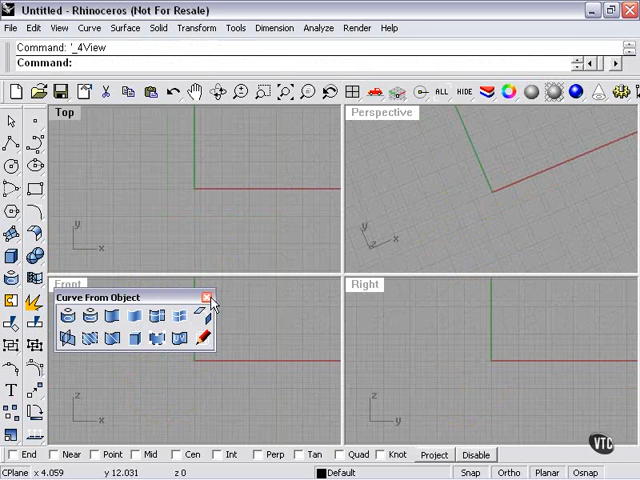 Untitled - Rhinoceros (Not For Resale)
File Edit View Curve Surface Solid Transform Tools Dimension Analyze Render Help
Command: '_4View
Command:
ALL HIDE
Top
Perspective
y
x
y
z
x
Front
Right
Curve From Object
UV
T
z
x
z
y
VTC
End Near Point Mid Cen Int Perp Tan Quad Knot Project Disable
CPlane x 4.059 y 12.031 z 0 Default Snap Ortho Planar Osnap